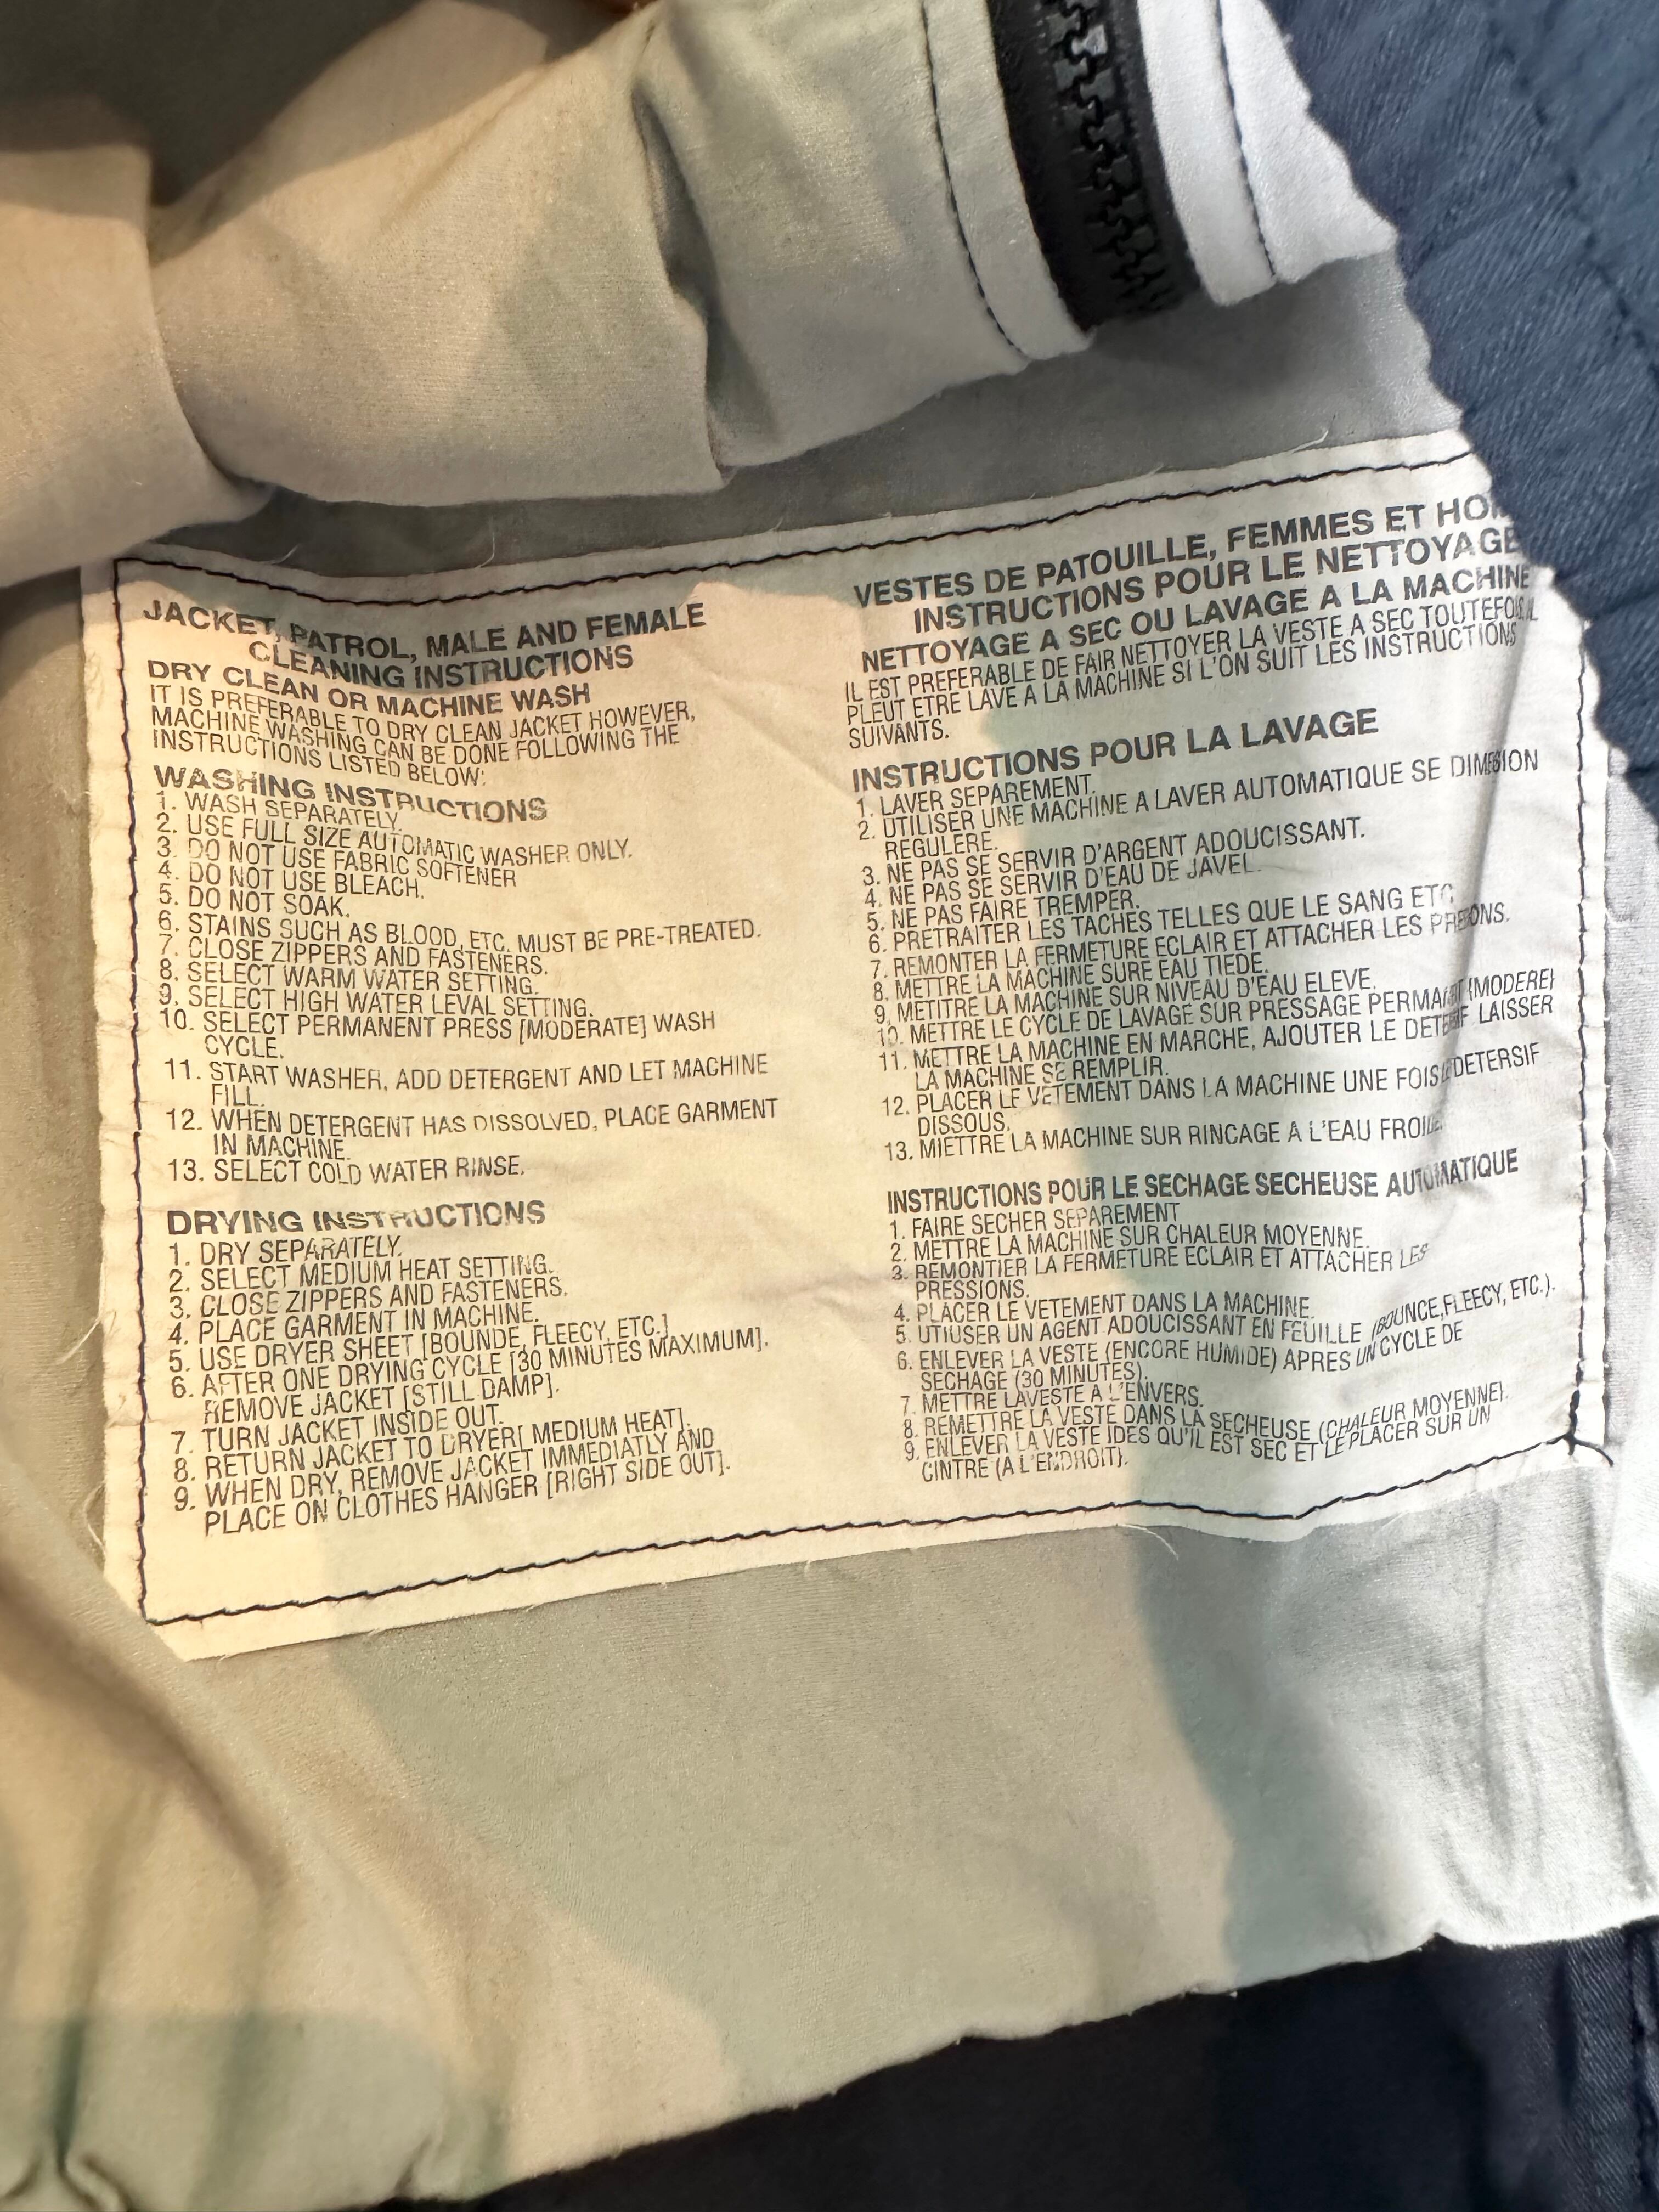 JACKET, PATROL, MALE AND FEMALE
CLEANING INSTRUCTIONS
DRY CLEAN OR MACHINE WASH
IT IS PREFERABLE TO DRY CLEAN JACKET HOWEVER,
MACHINE WASHING CAN BE DONE FOLLOWING THE
INSTRUCTIONS LISTED BELOW:
WASHING INSTRUCTIONS
1. WASH SEPARATELY.
2. USE FULL SIZE AUTOMATIC WASHER ONLY.
3. DO NOT USE FABRIC SOFTENER
4. DO NOT USE BLEACH.
5. DO NOT SOAK.
6. STAINS SUCH AS BLOOD, ETC. MUST BE PRE-TREATED.
7. CLOSE ZIPPERS AND FASTENERS.
8. SELECT WARM WATER SETTING.
9. SELECT HIGH WATER LEVAL SETTING.
10. SELECT PERMANENT PRESS [MODERATE] WASH
CYCLE.
11. START WASHER, ADD DETERGENT AND LET MACHINE
FILL.
12. WHEN DETERGENT HAS DISSOLVED, PLACE GARMENT
IN MACHINE.
13. SELECT COLD WATER RINSE.
DRYING INSTRUCTIONS
1. DRY SEPARATELY.
2. SELECT MEDIUM HEAT SETTING.
3. CLOSE ZIPPERS AND FASTENERS.
4. PLACE GARMENT IN MACHINE.
5. USE DRYER SHEET [BOUNDE, FLEECY, ETC.]
6. AFTER ONE DRYING CYCLE [30 MINUTES MAXIMUM],
REMOVE JACKET [STILL DAMP].
7. TURN JACKET INSIDE OUT.
8. RETURN JACKET TO DRYER[ MEDIUM HEAT].
9. WHEN DRY, REMOVE JACKET IMMEDIATLY AND
PLACE ON CLOTHES HANGER [RIGHT SIDE OUT].
VESTES DE PATOUILLE, FEMMES ET
INSTRUCTIONS POUR LE NETTOYAGE
NETTOYAGE A SEC OU LAVAGE A LA MACHINE
IL EST PREFERABLE DE FAIR NETTOYER LA VESTE A SEC TOUTEFOIS, IL
PLEUT ETRE LAVE A LA MACHINE SI L'ON SUIT LES INSTRUCTIONS
SUIVANTS.
INSTRUCTIONS POUR LA LAVAGE
1. LAVER SEPAREMENT.
2. UTILISER UNE MACHINE A LAVER AUTOMATIQUE SE
REGULERE.
3. NE PAS SE SERVIR D'ARGENT ADOUCISSANT.
4. NE PAS SE SERVIR D'EAU DE JAVEL.
5. NE PAS FAIRE TREMPER.
6. PRETRAITER LES TACHES TELLES QUE LE SANG ETC
7. REMONTER LA FERMETURE ECLAIR ET ATTACHER LES
8. METTRE LA MACHINE SURE EAU TIEDE.
9. METITRE LA MACHINE SUR NIVEAU D'EAU ELEVE.
10. METTRE LE CYCLE DE LAVAGE SUR PRESSAGE {MODERE}
11. METTRE LA MACHINE EN MARCHE, AJOUTER LE LAISSER
LA MACHINE SE REMPLIR.
12. PLACER LE VETEMENT DANS LA MACHINE UNE FOIS DETERSIF
DISSOUS.
13. MIETTRE LA MACHINE SUR RINCAGE A L'EAU
INSTRUCTIONS POUR LE SECHAGE SECHEUSE AUTOMATIQUE
1. FAIRE SECHER SEPAREMENT
2. METTRE LA MACHINE SUR CHALEUR MOYENNE.
3. REMONTIER LA FERMETURE ECLAIR ET ATTACHER LES
PRESSIONS.
4. PLACER LE VETEMENT DANS LA MACHINE.
5. UTIUSER UN AGENT ADOUCISSANT EN FEUILLE (BOUNCE,FLEECY, ETC.).
6. ENLEVER LA VESTE (ENCORE HUMIDE) APRES UN CYCLE DE
SECHAGE (30 MINUTES).
7. METTRE LAVESTE A L'ENVERS.
8. REMETTRE LA VESTE DANS LA SECHEUSE (CHALEUR MOYENNE}.
9. ENLEVER LA VESTE IDES QU'IL EST SEC ET LE PLACER SUR UN
CINTRE (A L'ENDROIT}.